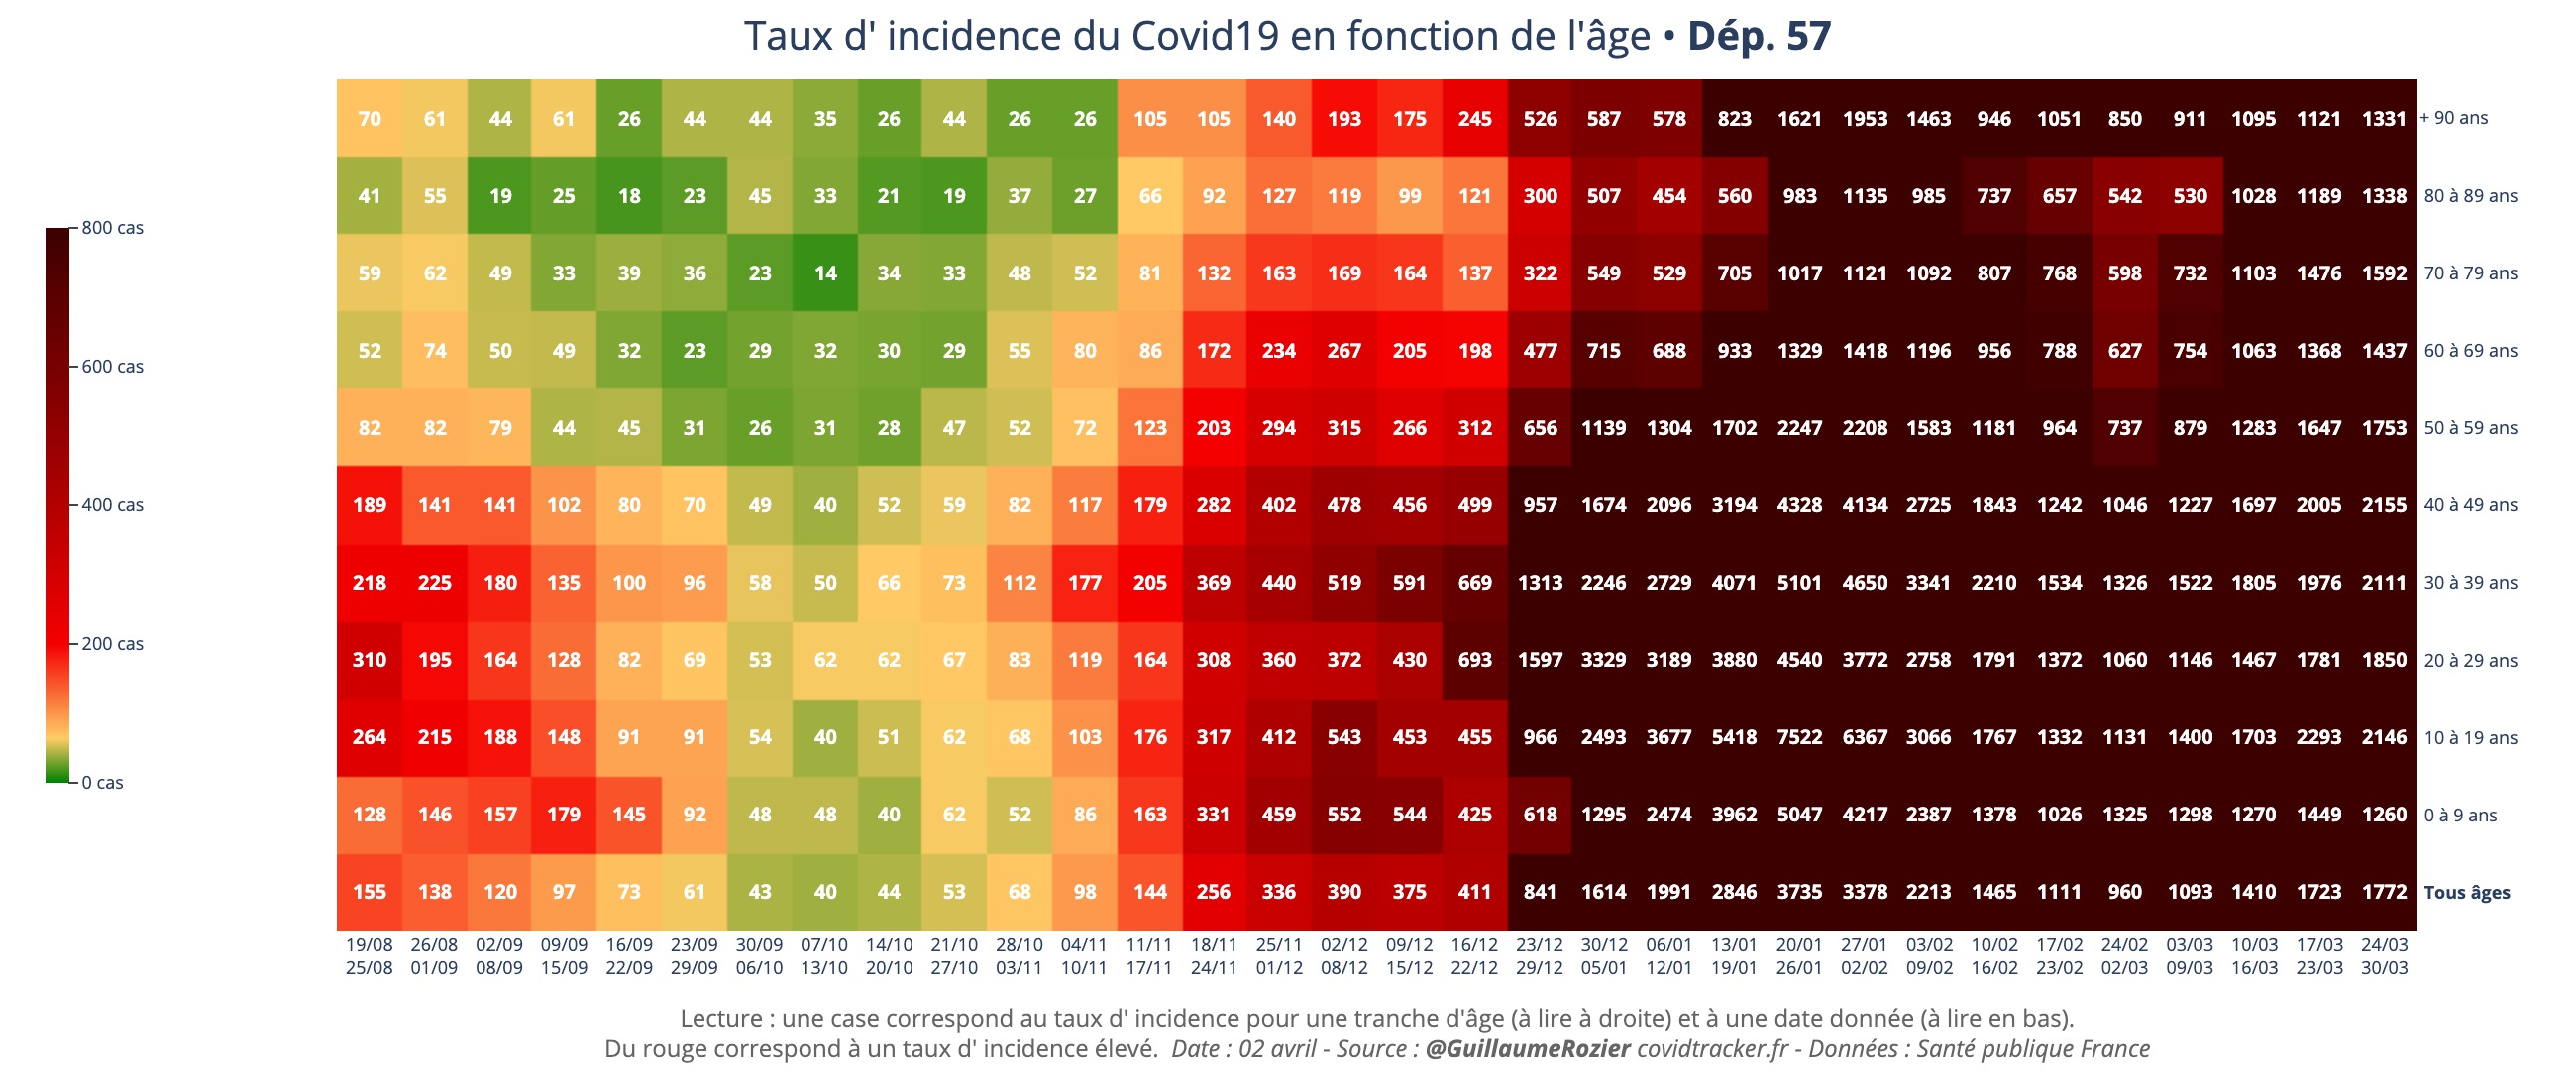 Taux d' incidence du Covid19 en fonction de l'âge • Dép. 57
800 cas
600 cas
400 cas
200 cas
0 cas
70 61 44 61 26 44 44 35 26 44 26 26 105 105 140 193 175 245 526 587 578 823 1621 1953 1463 946 1051 850 911 1095 1121 1331 + 90 ans
41 55 19 25 18 23 45 33 21 19 37 27 66 92 127 119 99 121 300 507 454 560 983 1135 985 737 657 542 530 1028 1189 1338 80 à 89 ans
59 62 49 33 39 36 23 14 34 33 48 52 81 132 163 169 164 137 322 549 529 705 1017 1121 1092 807 768 598 732 1103 1476 1592 70 à 79 ans
52 74 50 49 32 23 29 32 30 29 55 80 86 172 234 267 205 198 477 715 688 933 1329 1418 1196 956 788 627 754 1063 1368 1437 60 à 69 ans
82 82 79 44 45 31 26 31 28 47 52 72 123 203 294 315 266 312 656 1139 1304 1702 2247 2208 1583 1181 964 737 879 1283 1647 1753 50 à 59 ans
189 141 141 102 80 70 49 40 52 59 82 117 179 282 402 478 456 499 957 1674 2096 3194 4328 4134 2725 1843 1242 1046 1227 1697 2005 2155 40 à 49 ans
218 225 180 135 100 96 58 50 66 73 112 177 205 369 440 519 591 669 1313 2246 2729 4071 5101 4650 3341 2210 1534 1326 1522 1805 1976 2111 30 à 39 ans
310 195 164 128 82 69 53 62 62 67 83 119 164 308 360 372 430 693 1597 3329 3189 3880 4540 3772 2758 1791 1372 1060 1146 1467 1781 1850 20 à 29 ans
264 215 188 148 91 91 54 40 51 62 68 103 176 317 412 543 453 455 966 2493 3677 5418 7522 6367 3066 1767 1332 1131 1400 1703 2293 2146 10 à 19 ans
128 146 157 179 145 92 48 48 40 62 52 86 163 331 459 552 544 425 618 1295 2474 3962 5047 4217 2387 1378 1026 1325 1298 1270 1449 1260 0 à 9 ans
155 138 120 97 73 61 43 40 44 53 68 98 144 256 336 390 375 411 841 1614 1991 2846 3735 3378 2213 1465 1111 960 1093 1410 1723 1772 Tous âges
19/08 26/08 02/09 09/09 16/09 23/09 30/09 07/10 14/10 21/10 28/10 04/11 11/11 18/11 25/11 02/12 09/12 16/12 23/12 30/12 06/01 13/01 20/01 27/01 03/02 10/02 17/02 24/02 03/03 10/03 17/03 24/03
25/08 01/09 08/09 15/09 22/09 29/09 06/10 13/10 20/10 27/10 03/11 10/11 17/11 24/11 01/12 08/12 15/12 22/12 29/12 05/01 12/01 19/01 26/01 02/02 09/02 16/02 23/02 02/03 09/03 16/03 23/03 30/03
Lecture : une case correspond au taux d' incidence pour une tranche d'âge (à lire à droite) et à une date donnée (à lire en bas).
Du rouge correspond à un taux d' incidence élevé. Date : 02 avril - Source : @GuillaumeRozier covidtracker.fr - Données : Santé publique France